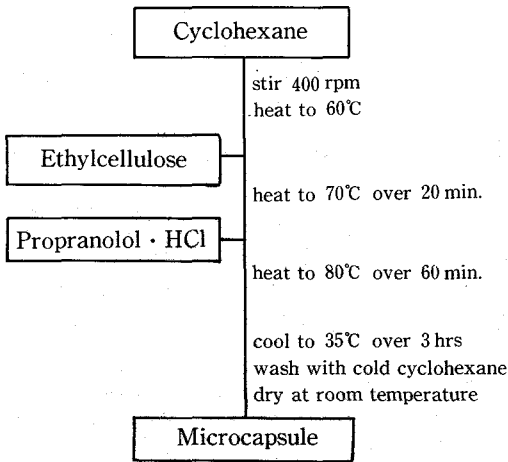 Cyclohexane
stir 400 rpm
heat to 60℃
Ethylcellulose
heat to 70℃ over 20 min.
Propranolol · HCl
heat to 80℃ over 60 min.
cool to 35℃ over 3 hrs
wash with cold cyclohexane
dry at room temperature
Microcapsule